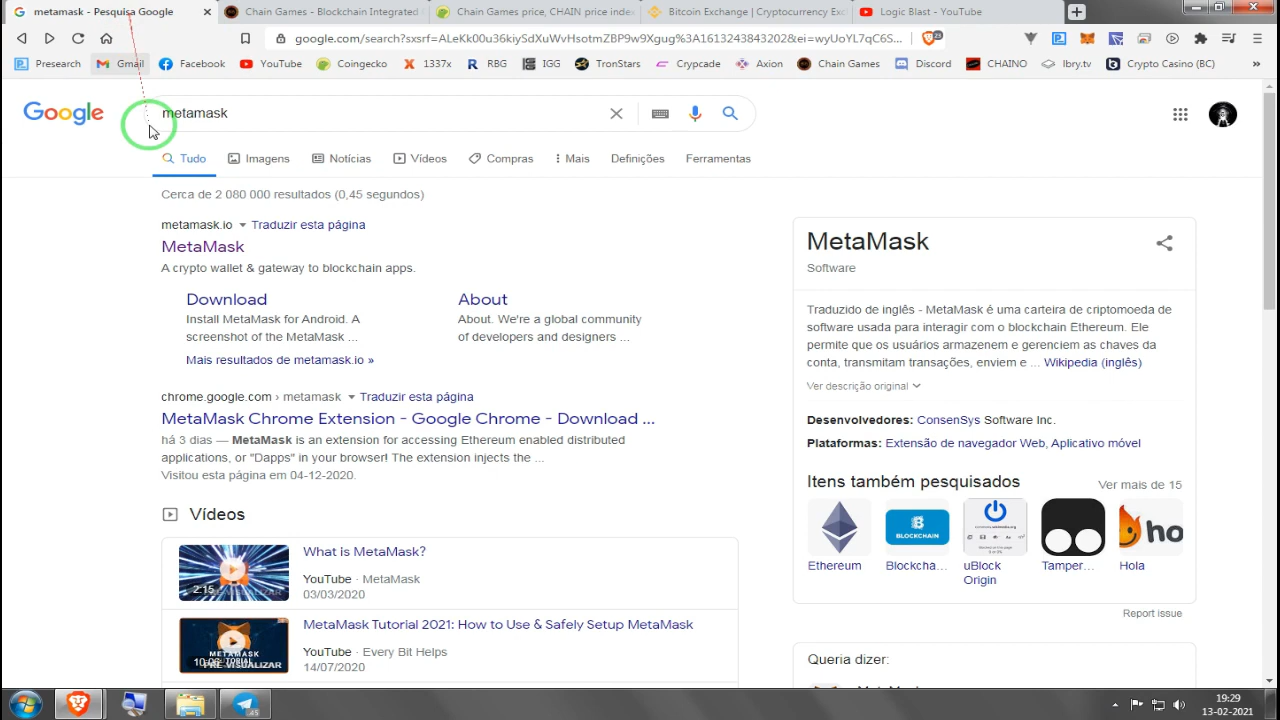 metamask - Pesquisa Google
Chain Games - Blockchain Integrated
Chain Games price, CHAIN price index
Bitcoin Exchange | Cryptocurrency Exc
Logic Blast - YouTube
google.com/search?sxsrf=ALeKk00u36kiySdXuWvHsotmZBP9w9Xgug%3A1613243843202&ei=wyUoYL7qC6S...
23
Presearch
Gmail
Facebook
YouTube
Coingecko
1337x
RBG
IGG
TronStars
Crypcade
Axion
Chain Games
Discord
CHAINO
lbry.tv
Crypto Casino (BC)
»
Google
metamask
Tudo
Imagens
Notícias
Vídeos
Compras
Mais
Definições
Ferramentas
Cerca de 2 080 000 resultados (0,45 segundos)
metamask.io Traduzir esta página
MetaMask
A crypto wallet & gateway to blockchain apps.
Download
Install MetaMask for Android. A
screenshot of the MetaMask ...
About
About. We're a global community
of developers and designers ...
Mais resultados de metamask.io »
chrome.google.com › metamask Traduzir esta página
MetaMask Chrome Extension - Google Chrome - Download ...
há 3 dias — MetaMask is an extension for accessing Ethereum enabled distributed
applications, or "Dapps" in your browser! The extension injects the ...
Visitou esta página em 04-12-2020.
Vídeos
2:15
What is MetaMask?
YouTube · MetaMask
03/03/2020
METAMASK
PRÉ-VISUALIZAR
MetaMask Tutorial 2021: How to Use & Safely Setup MetaMask
YouTube · Every Bit Helps
14/07/2020
MetaMask
Software
Traduzido de inglês - MetaMask é uma carteira de criptomoeda de
software usada para interagir com o blockchain Ethereum. Ele
permite que os usuários armazenem e gerenciem as chaves da
conta, transmitam transações, enviem e ... Wikipedia (inglês)
Ver descrição original
Desenvolvedores: ConsenSys Software Inc.
Plataformas: Extensão de navegador Web, Aplicativo móvel
Itens também pesquisados
Ver mais de 15
BLOCKCHAIN
ho
Ethereum
Blockcha...
uBlock
Origin
Tamper...
Hola
Report issue
Queria dizer:
45
19:29
13-02-2021